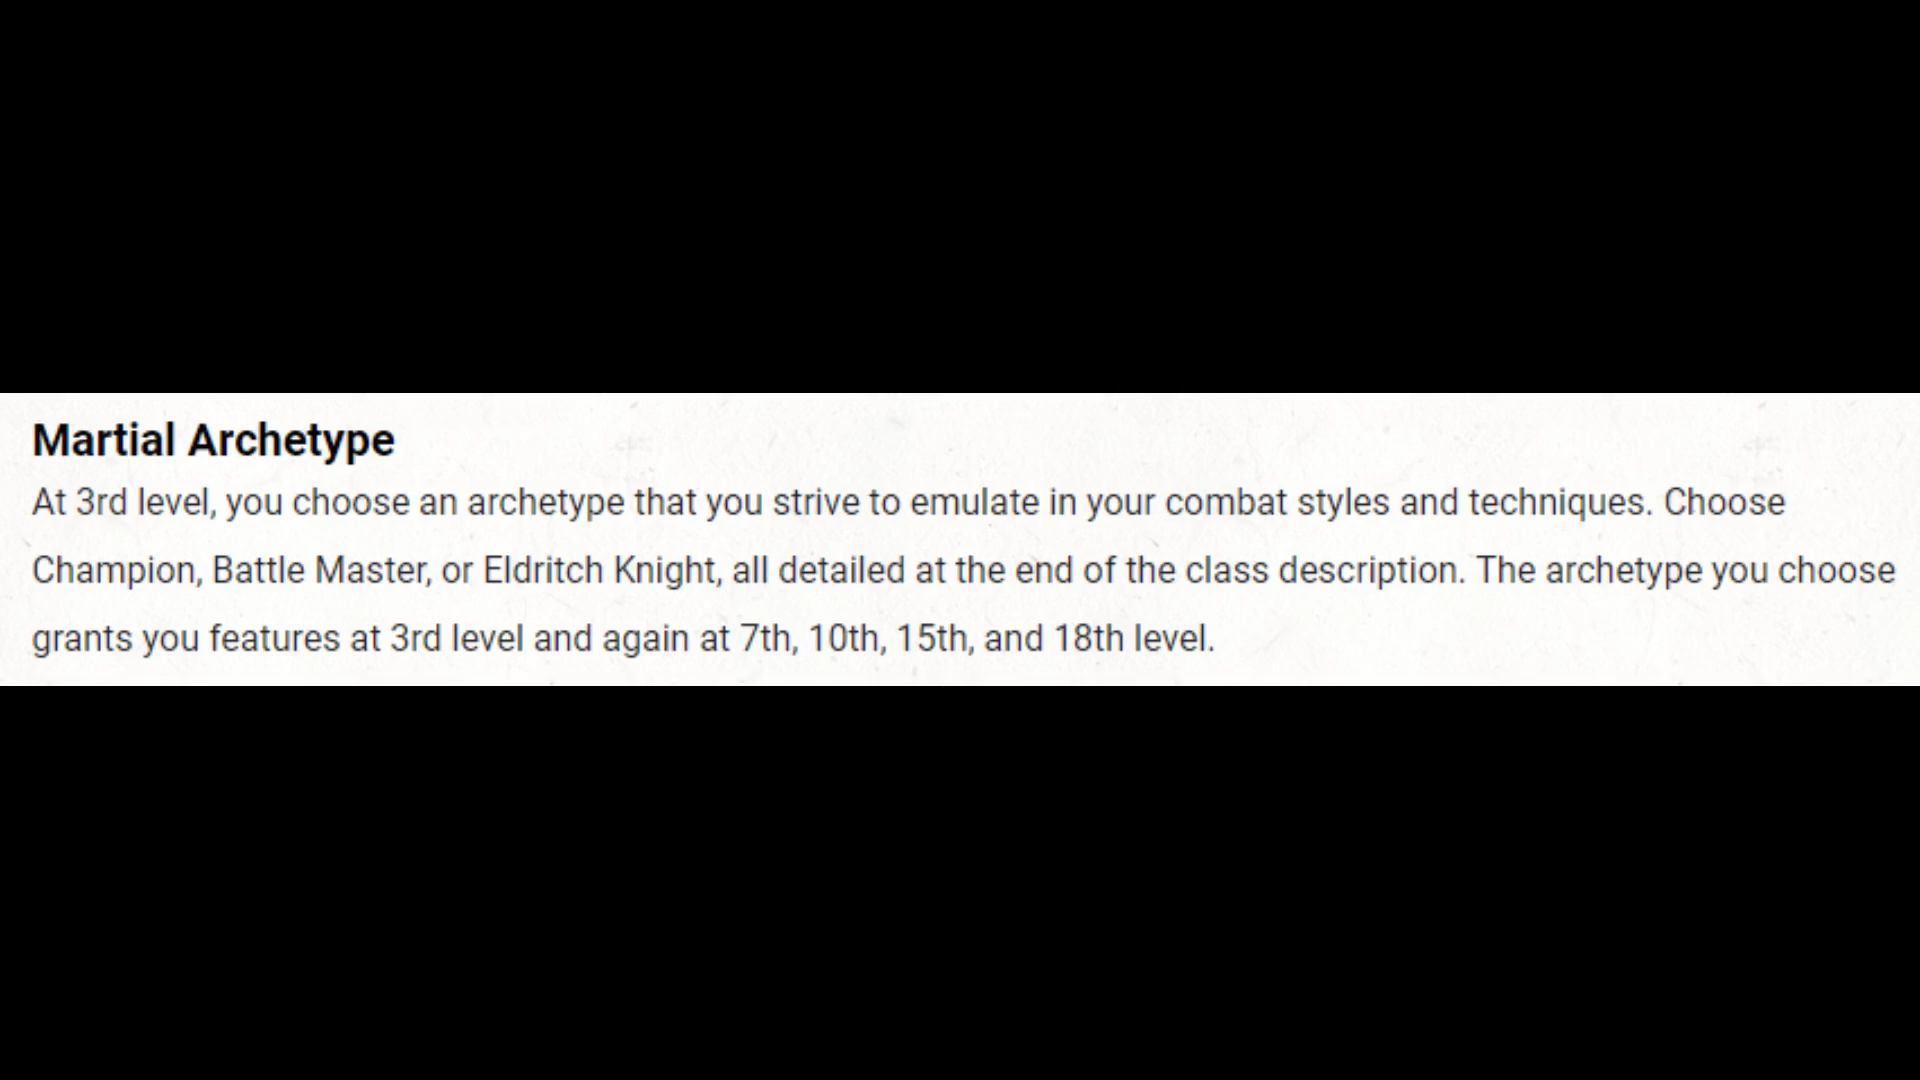 Martial Archetype
At 3rd level, you choose an archetype that you strive to emulate in your combat styles and techniques. Choose
Champion, Battle Master, or Eldritch Knight, all detailed at the end of the class description. The archetype you choose
grants you features at 3rd level and again at 7th, 10th, 15th, and 18th level.